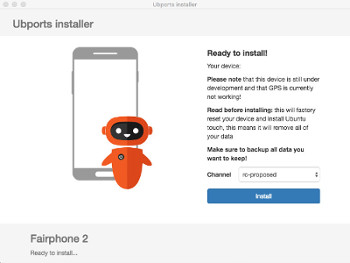 Ubports installer
Ubports installer
Ready to install!
Your device:
Please note that this device is still under
development and that GPS is currently
not working!
Read before installing: this will factory
reset your device and install Ubuntu
touch, this means it will remove all of
your data
Make sure to backup all data you
want to keep!
Channel rc-proposed
Install
Fairphone 2
Ready to install...